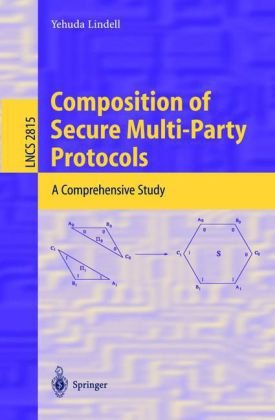 Yehuda Lindell
LNCS 2815
Composition of
Secure Multi-Party
Protocols
A Comprehensive Study
S
Springer